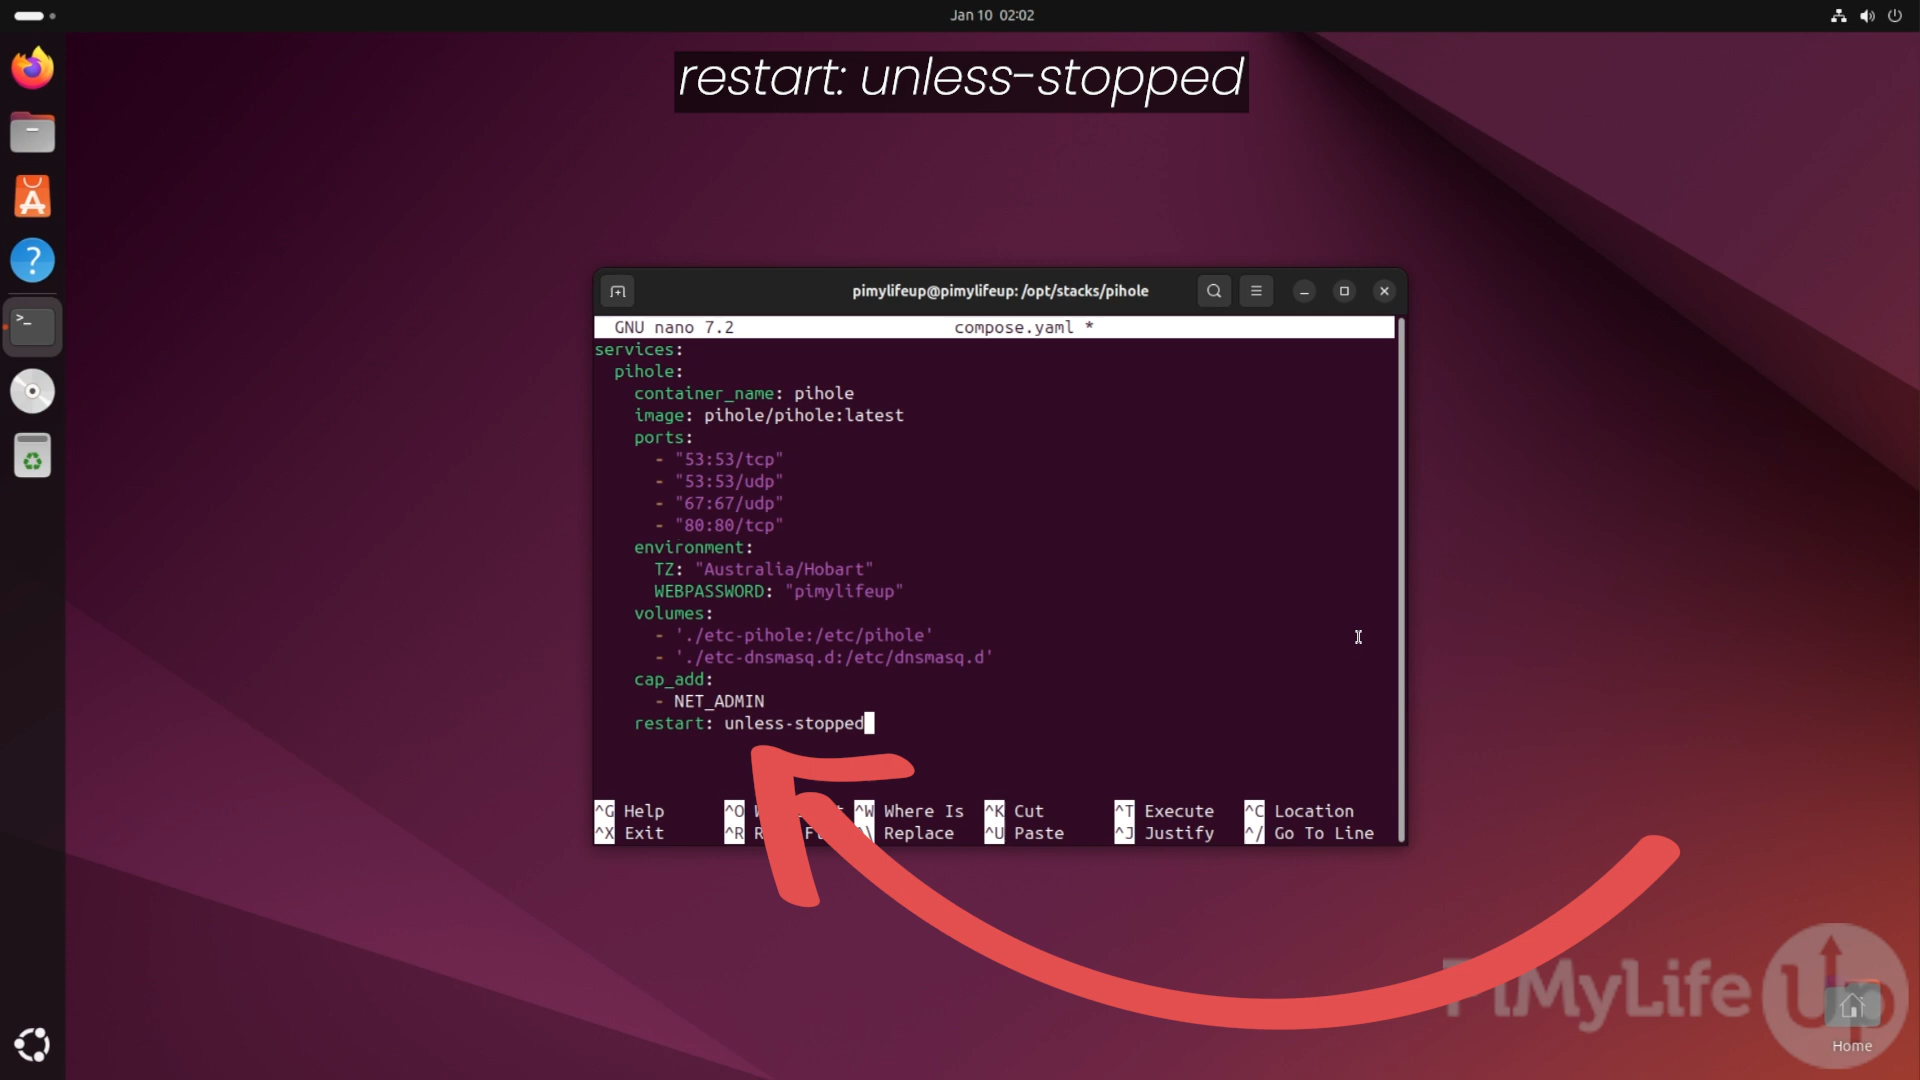 Jan 10 02:02
restart: unless-stopped
pimylifeup@pimylifeup: /opt/stacks/pihole
GNU nano 7.2 compose.yaml *
services:
pihole:
container_name: pihole
image: pihole/pihole:latest
ports:
- "53:53/tcp"
- "53:53/udp"
- "67:67/udp"
- "80:80/tcp"
environment:
TZ: "Australia/Hobart"
WEBPASSWORD: "pimylifeup"
volumes:
- './etc-pihole:/etc/pihole'
- './etc-dnsmasq.d:/etc/dnsmasq.d'
cap_add:
- NET_ADMIN
restart: unless-stopped
^G Help ^O ^W Where Is ^K Cut ^T Execute ^C Location
^X Exit ^R ^\ Replace ^U Paste ^J Justify ^/ Go To Line
PiMyLife Up
Home